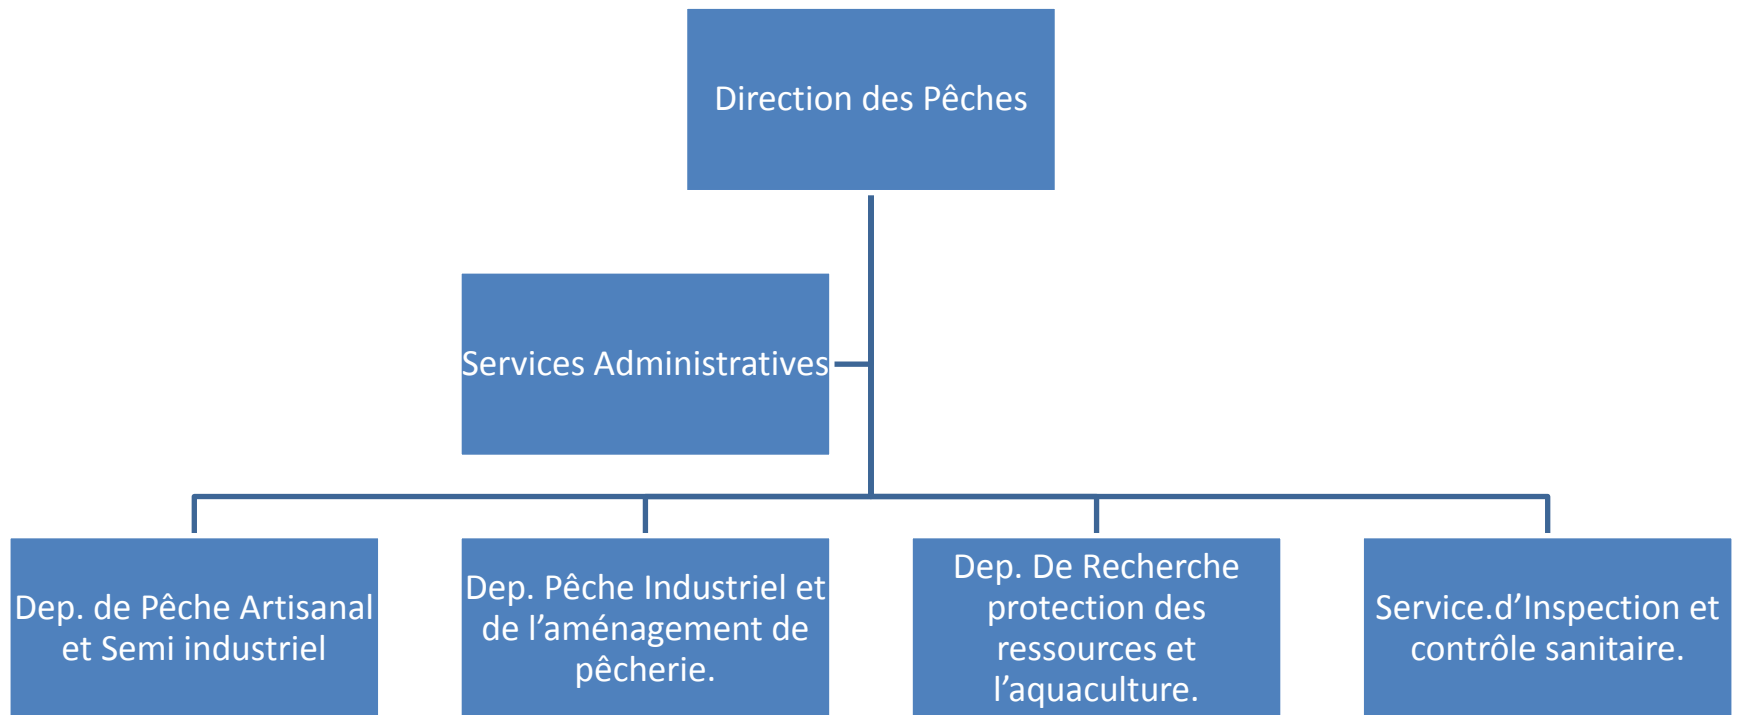 Direction des Pêches
Services Administratives
Dep. de Pêche Artisanal
et Semi industriel
Dep. Pêche Industriel et
de l’aménagement de
pêcherie.
Dep. De Recherche
protection des
ressources et
l’aquaculture.
Service.d’Inspection et
contrôle sanitaire.